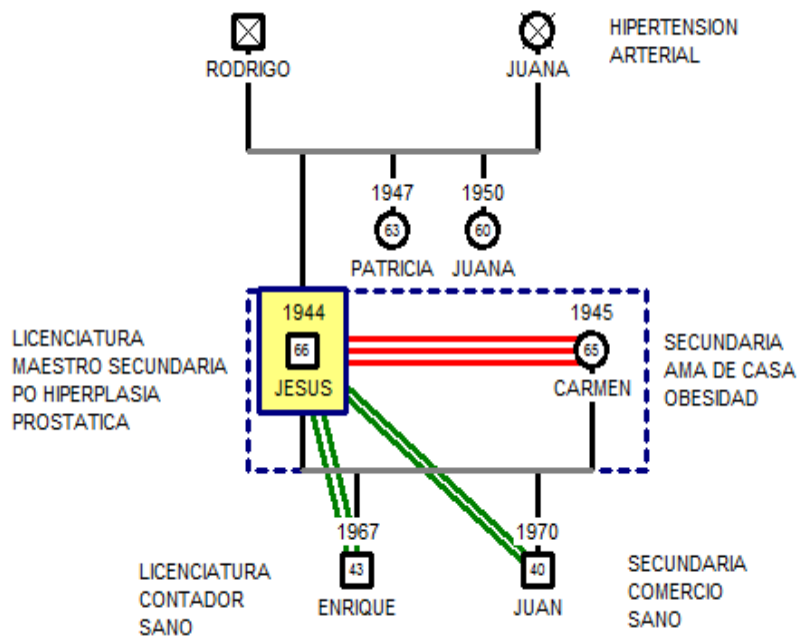 RODRIGO
JUANA
HIPERTENSION
ARTERIAL
1947
63
PATRICIA
1950
60
JUANA
LICENCIATURA
MAESTRO SECUNDARIA
PO HIPERPLASIA
PROSTATICA
1944
66
JESUS
1945
65
CARMEN
SECUNDARIA
AMA DE CASA
OBESIDAD
LICENCIATURA
CONTADOR
SANO
1967
43
ENRIQUE
1970
40
JUAN
SECUNDARIA
COMERCIO
SANO